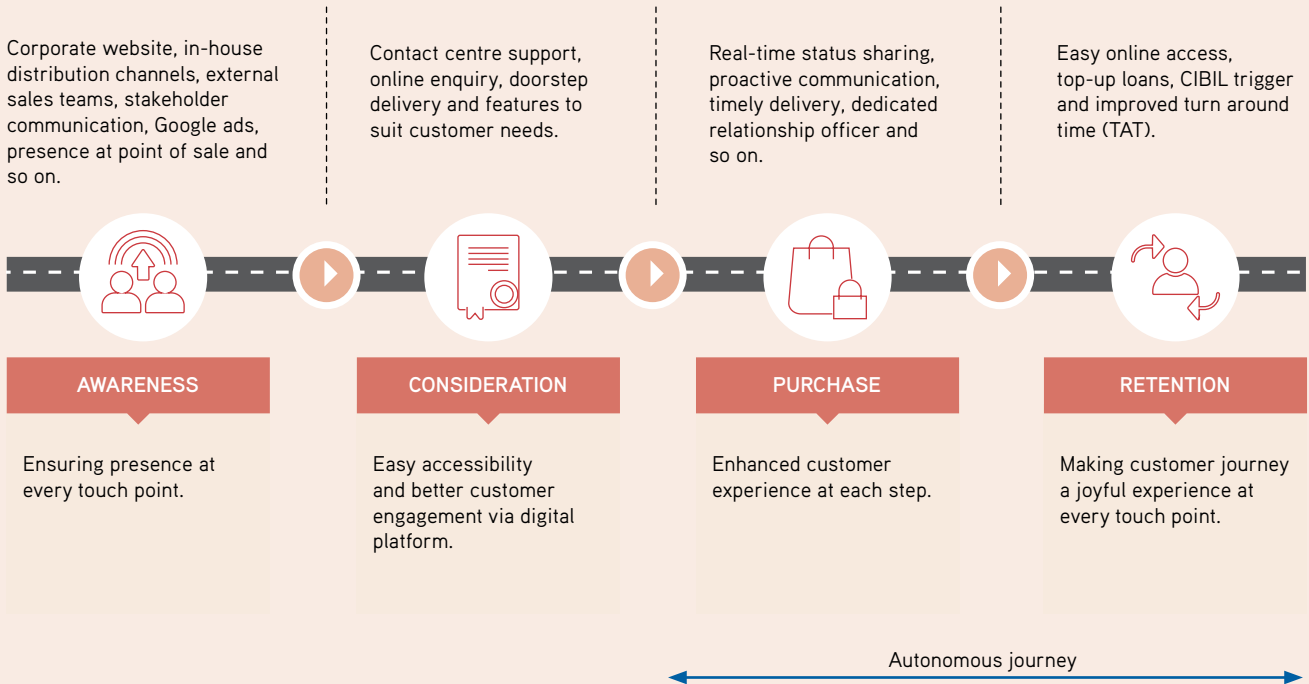 Corporate website, in-house
distribution channels, external
sales teams, stakeholder
communication, Google ads,
presence at point of sale and
so on.
Contact centre support,
online enquiry, doorstep
delivery and features to
suit customer needs.
Real-time status sharing,
proactive communication,
timely delivery, dedicated
relationship officer and
so on.
Easy online access,
top-up loans, CIBIL trigger
and improved turn around
time (TAT).
AWARENESS
CONSIDERATION
PURCHASE
RETENTION
Ensuring presence at
every touch point.
Easy accessibility
and better customer
engagement via digital
platform.
Enhanced customer
experience at each step.
Making customer journey
a joyful experience at
every touch point.
Autonomous journey